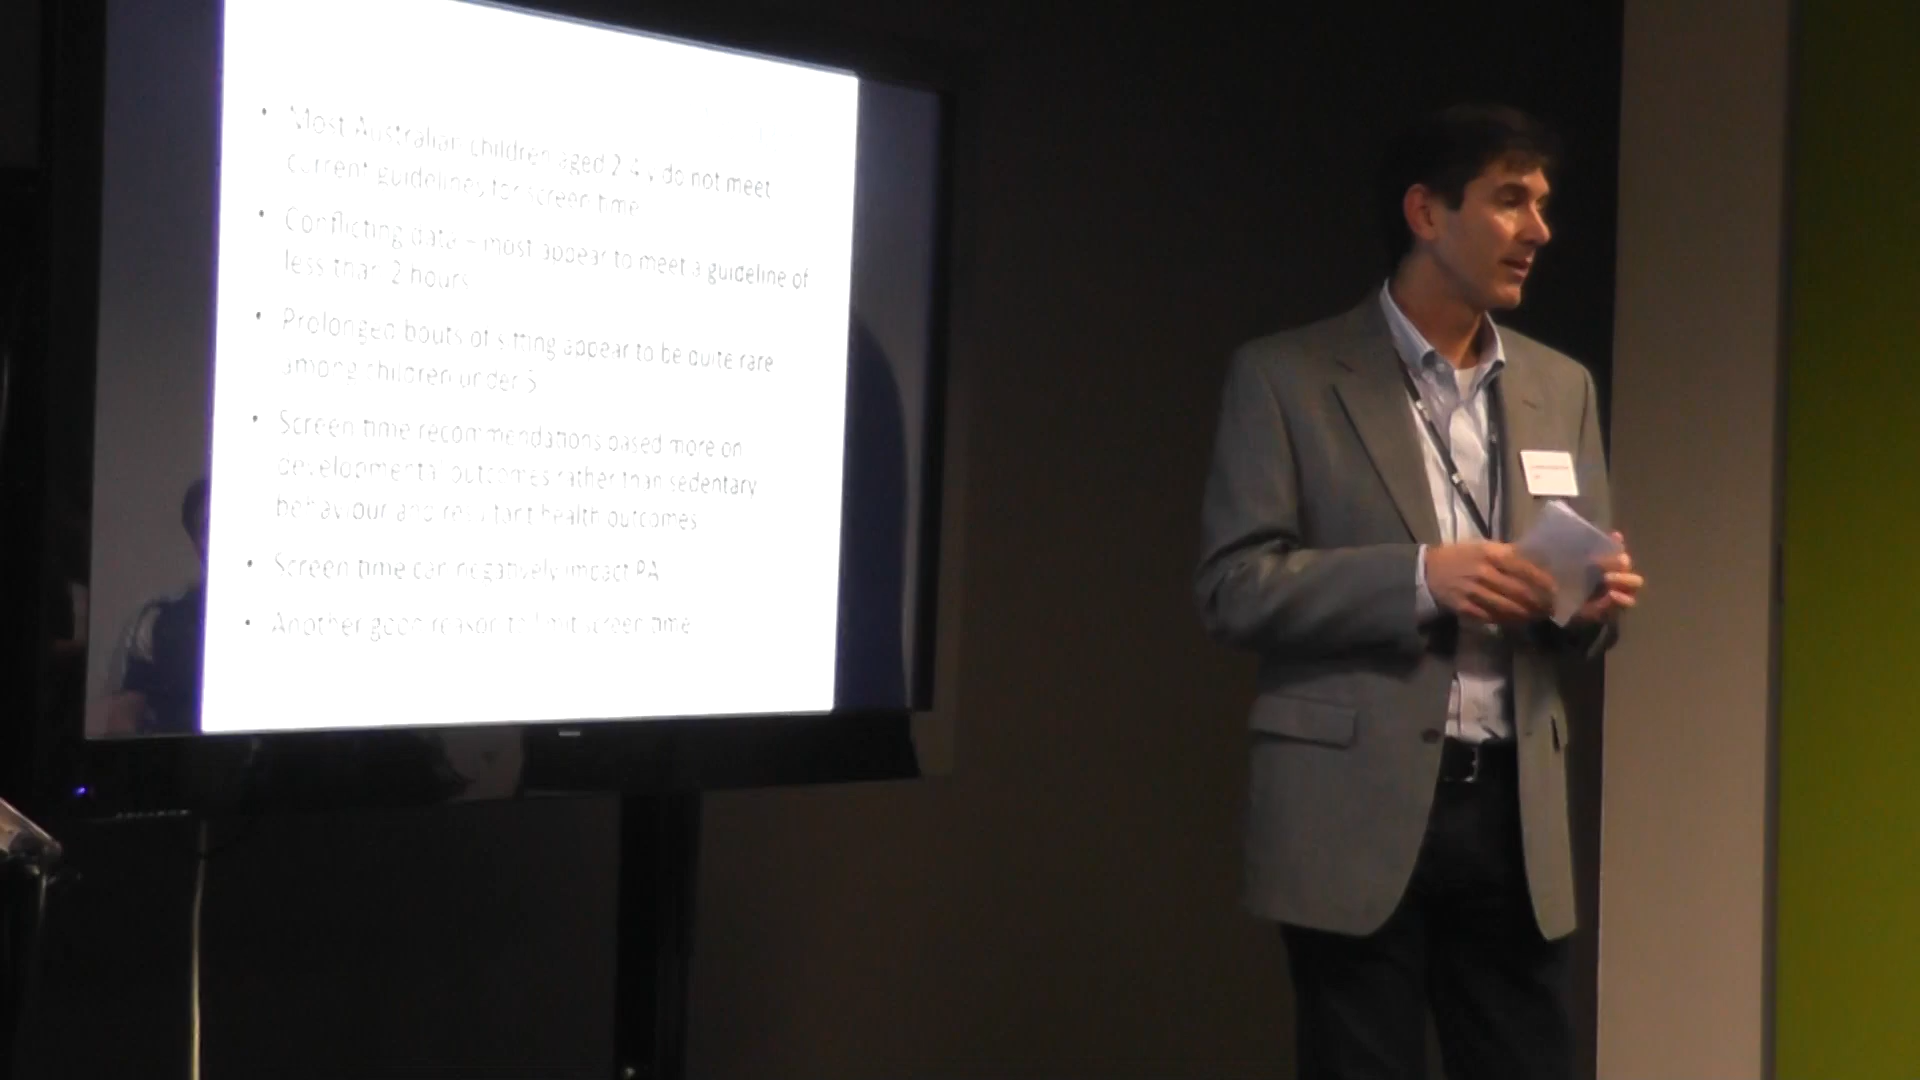 • Most Australian children aged 2-4y do not meet
current guidelines for screen time
• Conflicting data – most appear to meet a guideline of
less than 2 hours
• Prolonged bouts of sitting appear to be quite rare
among children under 5
• Screen time recommendations based more on
developmental outcomes rather than sedentary
behaviour and resultant health outcomes
• Screen time can negatively impact PA
• Another good reason to limit screen time